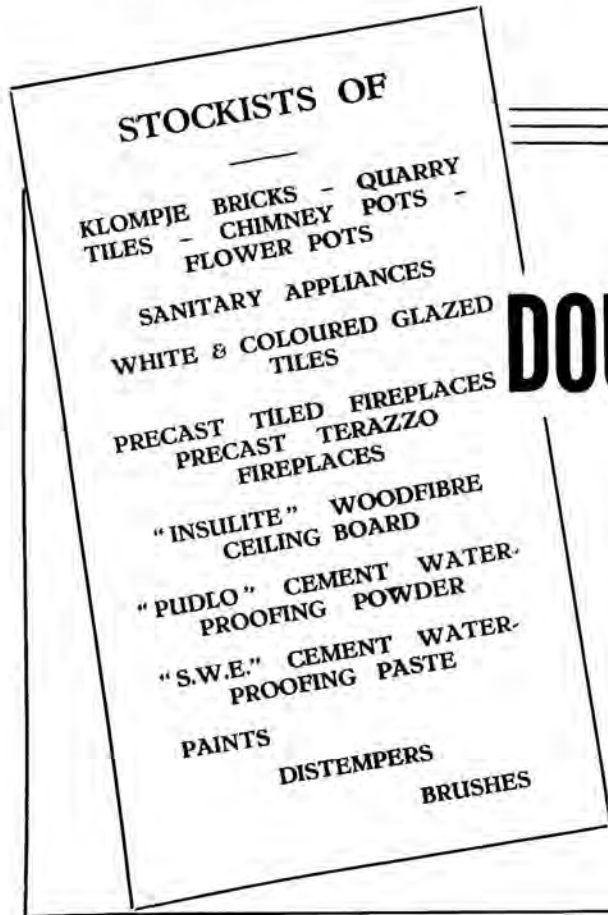 STOCKISTS OF
KLOMPJE BRICKS – QUARRY
TILES – CHIMNEY POTS –
FLOWER POTS
SANITARY APPLIANCES
WHITE & COLOURED GLAZED
TILES
PRECAST TILED FIREPLACES
PRECAST TERAZZO
FIREPLACES
"INSULITE" WOODFIBRE
CEILING BOARD
"PUDLO" CEMENT WATER-
PROOFING POWDER
"S.W.E." CEMENT WATER-
PROOFING PASTE
PAINTS
DISTEMPERS
BRUSHES